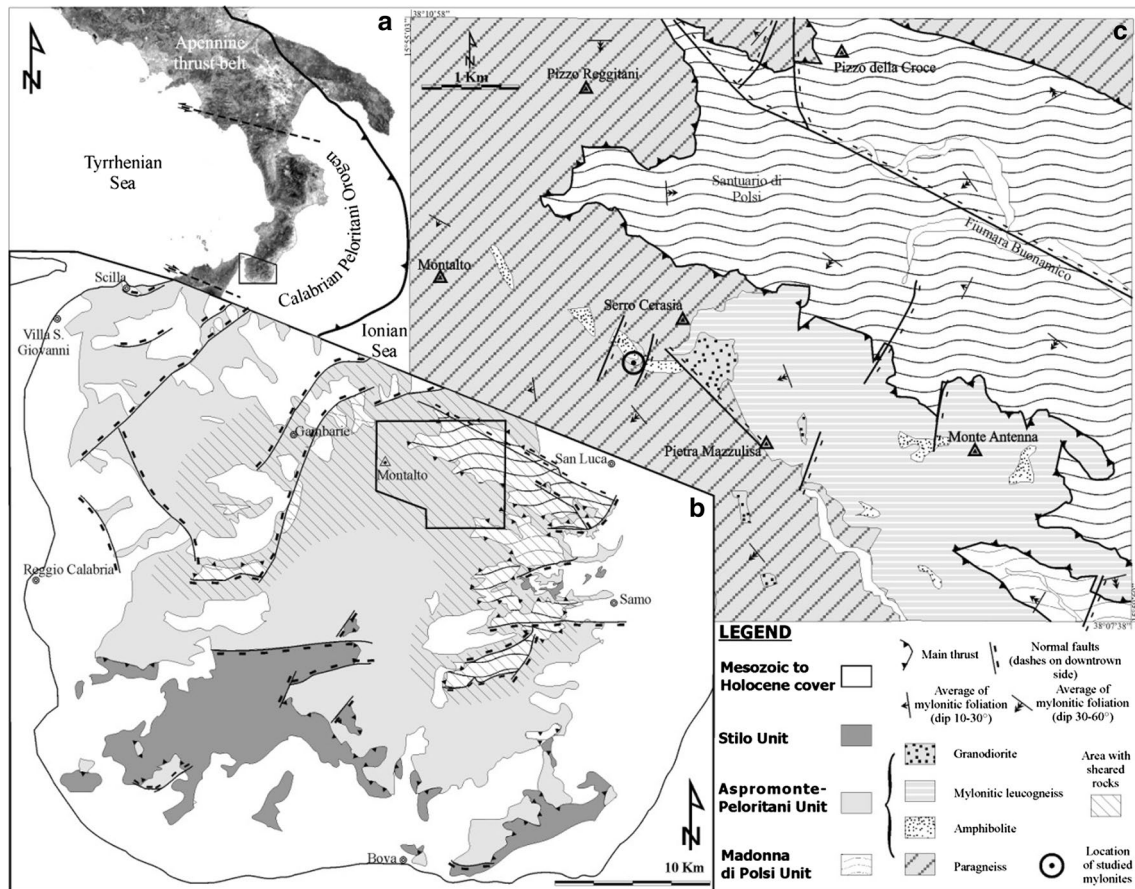 a
N
Apennine
thrust belt
Tyrrhenian
Sea
Calabrian Peloritani Orogen
Ionian
Sea
b
Scilla
Villa S.
Giovanni
Gambarie
Montalto
San Luca
Reggio Calabria
Samo
Bova
N
10 Km
c
38°10'58"
15°55'03"
N
1 Km
Pizzo Reggitani
Pizzo della Croce
Santuario di
Polsi
Fiumara Buonamico
Montalto
Serro Cerasia
Pietra Mazzulisa
Monte Antenna
38°07'38"
LEGEND
Mesozoic to
Holocene cover
Stilo Unit
Aspromonte-
Peloritani Unit
Madonna
di Polsi Unit
Main thrust
Normal faults
(dashes on downtrown
side)
Average of
mylonitic foliation
(dip 10-30°)
Average of
mylonitic foliation
(dip 30-60°)
Granodiorite
Mylonitic leucogneiss
Amphibolite
Paragneiss
Area with
sheared
rocks
Location
of studied
mylonites